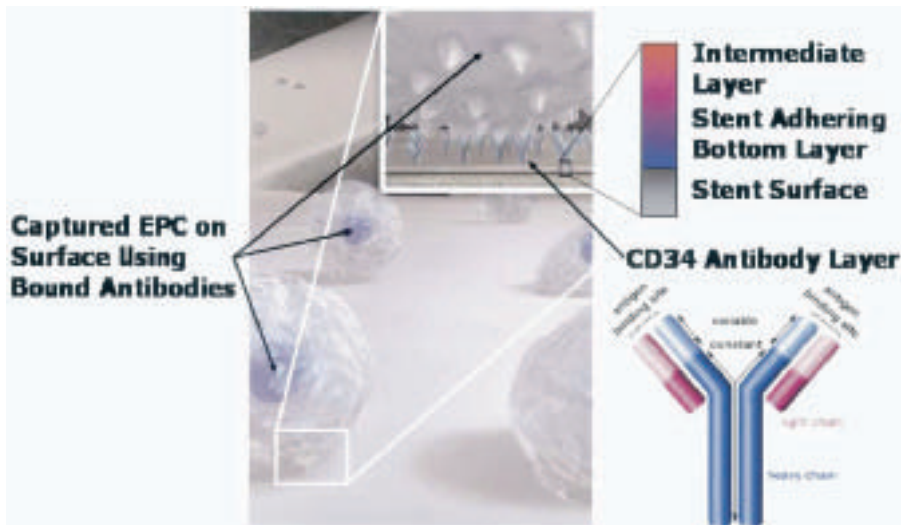 Intermediate
Layer
Stent Adhering
Bottom Layer
Stent Surface
Captured EPC on
Surface Using
Bound Antibodies
CD34 Antibody Layer
antigen
binding site
antigen
binding site
variable
constant
light chain
heavy chain